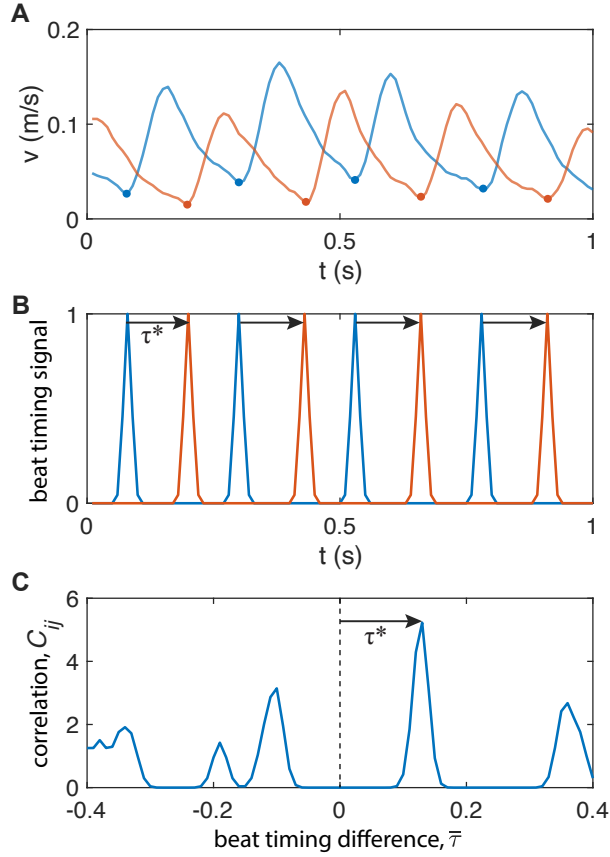 A
0.2
0.1
0
v (m/s)
0
0.5
1
t (s)
B
1
0
beat timing signal
τ*
0
0.5
1
t (s)
C
6
4
2
0
correlation, C_ij
τ*
-0.4
-0.2
0
0.2
0.4
beat timing difference, τ̅